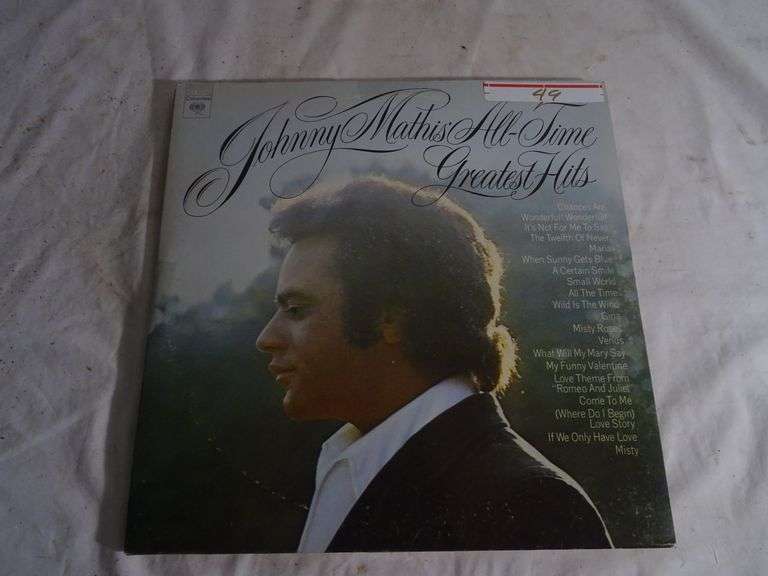 Columbia
49
Johnny Mathis' All-Time
Greatest Hits
Chances Are
Wonderful! Wonderful!
It's Not For Me To Say
The Twelfth Of Never
Maria
When Sunny Gets Blue
A Certain Smile
Small World
All The Time
Wild Is The Wind
Gina
Misty Roses
Venus
What Will My Mary Say
My Funny Valentine
Love Theme From
"Romeo And Juliet"
Come To Me
(Where Do I Begin)
Love Story
If We Only Have Love
Misty